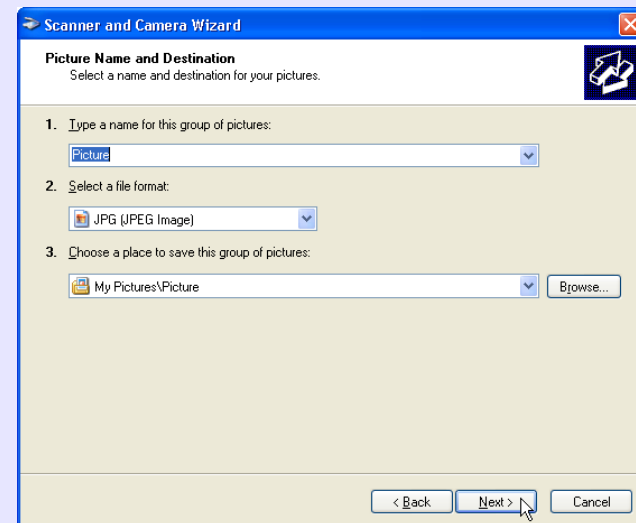 Scanner and Camera Wizard
Picture Name and Destination
Select a name and destination for your pictures.
1. Type a name for this group of pictures:
Picture
2. Select a file format:
JPG (JPEG Image)
3. Choose a place to save this group of pictures:
My Pictures\Picture
Browse...
< Back
Next >
Cancel